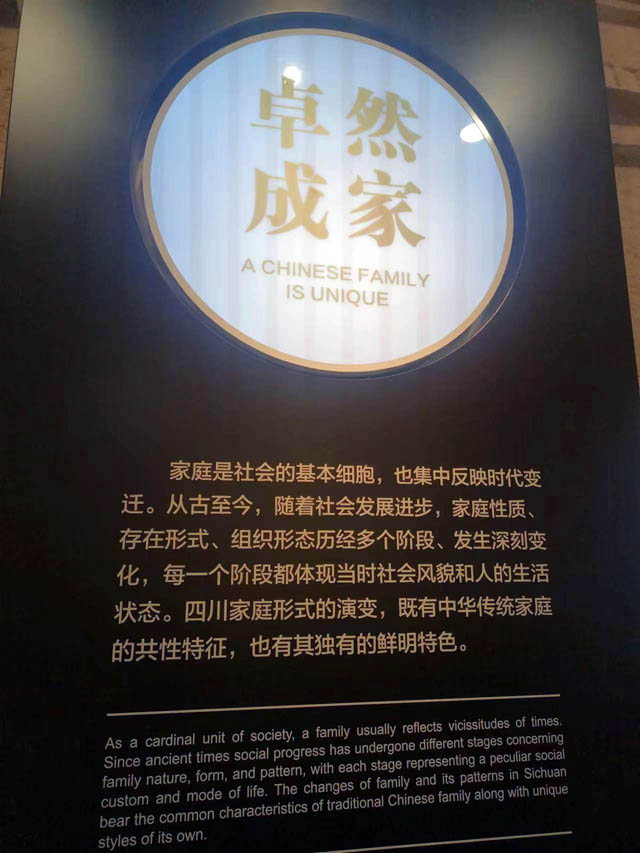 卓然
成家
A CHINESE FAMILY
IS UNIQUE
家庭是社会的基本细胞，也集中反映时代变
迁。从古至今，随着社会发展进步，家庭性质、
存在形式、组织形态历经多个阶段、发生深刻变
化，每一个阶段都体现当时社会风貌和人的生活
状态。四川家庭形式的演变，既有中华传统家庭
的共性特征，也有其独有的鲜明特色。
As a cardinal unit of society, a family usually reflects vicissitudes of times.
Since ancient times social progress has undergone different stages concerning
family nature, form, and pattern, with each stage representing a peculiar social
custom and mode of life. The changes of family and its patterns in Sichuan
bear the common characteristics of traditional Chinese family along with unique
styles of its own.